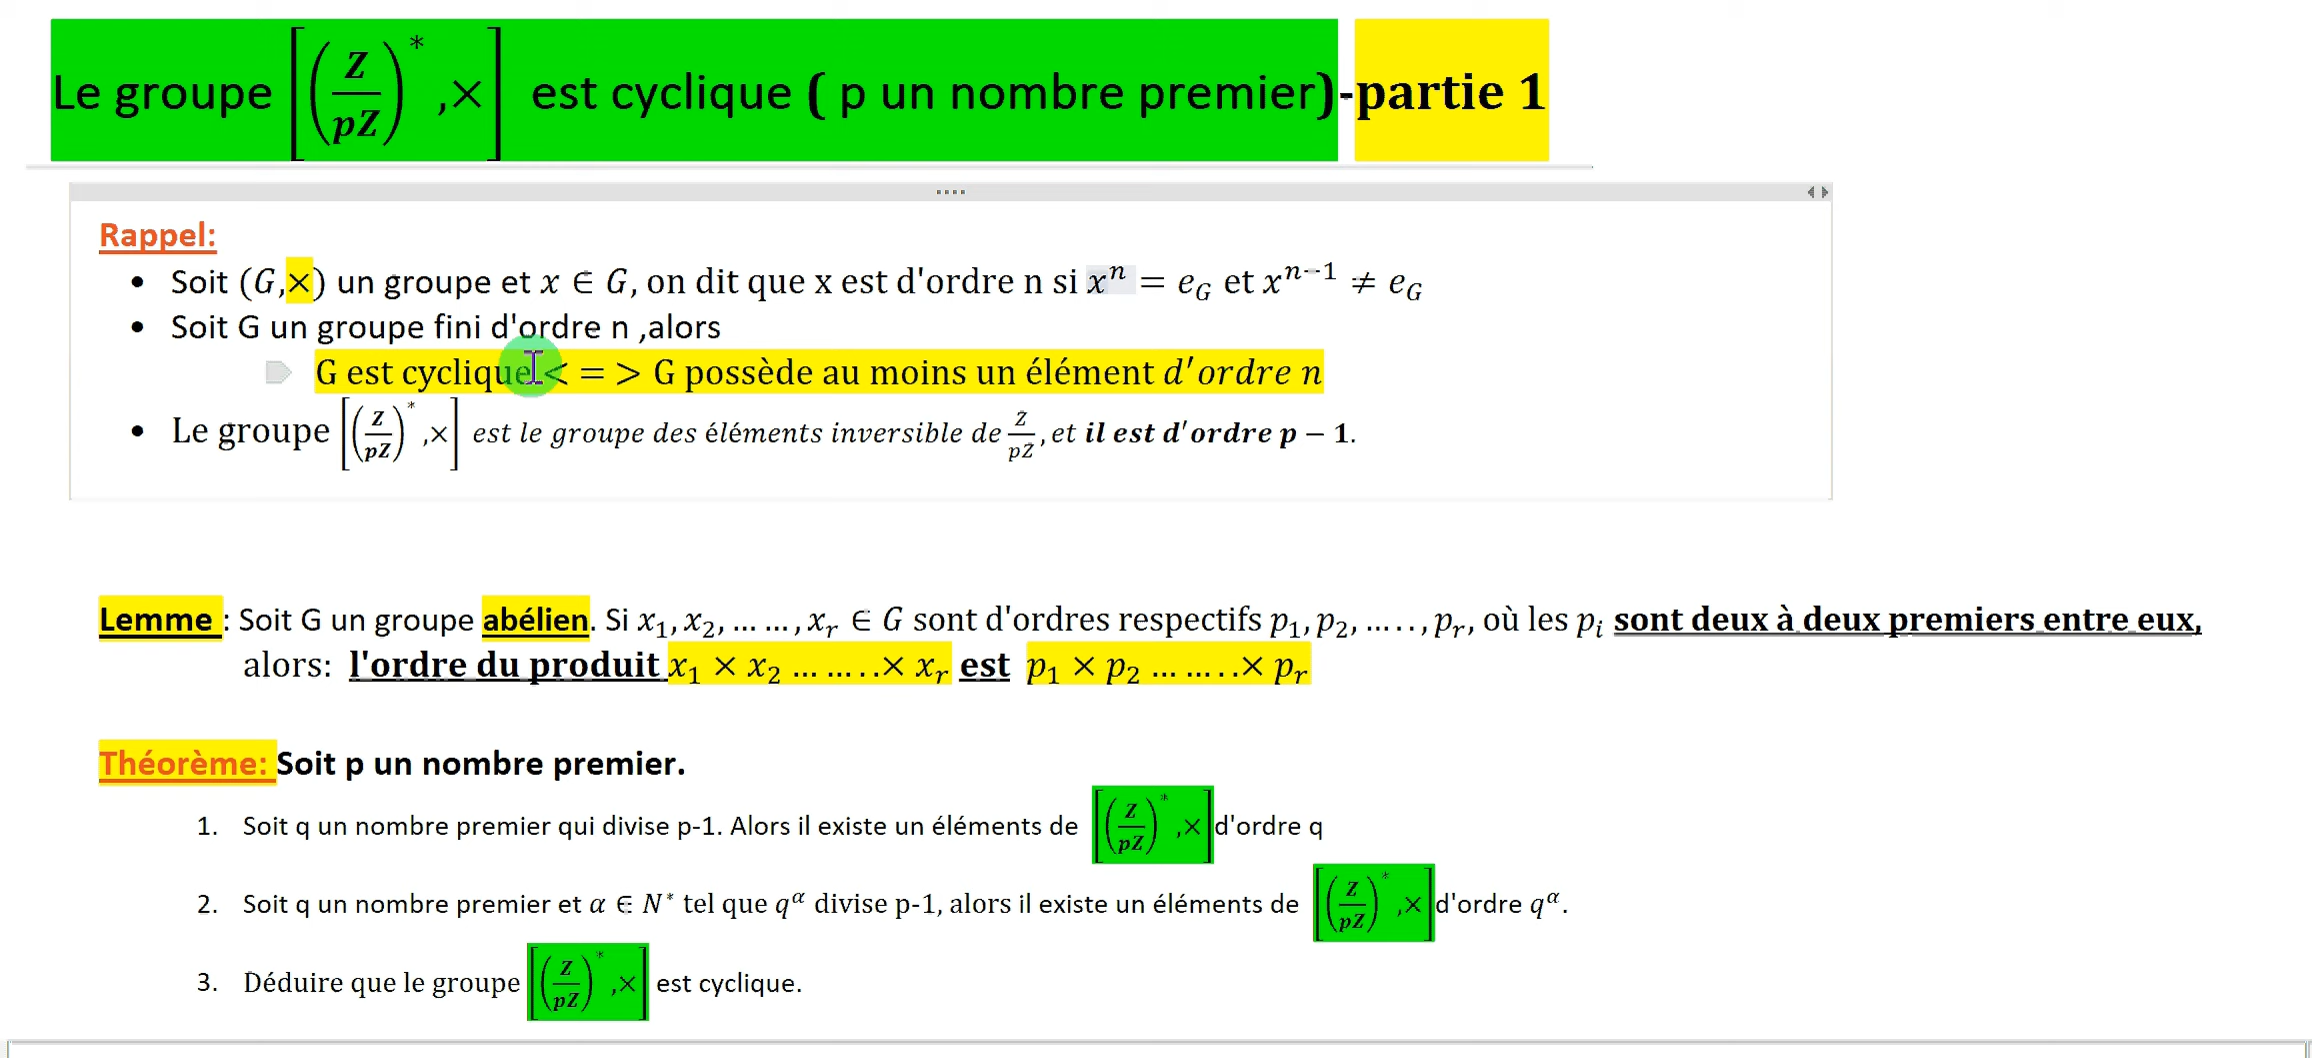 Le groupe [(Z/pZ)*,×] est cyclique ( p un nombre premier)-partie 1
Rappel:
• Soit (G,×) un groupe et x ∈ G, on dit que x est d'ordre n si xⁿ = e_G et xⁿ⁻¹ ≠ e_G
• Soit G un groupe fini d'ordre n ,alors
G est cyclique < = > G possède au moins un élément d'ordre n
• Le groupe [(Z/pZ)*,×] est le groupe des éléments inversible de Z/pZ, et il est d'ordre p − 1.
Lemme : Soit G un groupe abélien. Si x₁, x₂, … … , xᵣ ∈ G sont d'ordres respectifs p₁, p₂, … . . , pᵣ, où les pᵢ sont deux à deux premiers entre eux,
alors: l'ordre du produit x₁ × x₂ … … . .× xᵣ est p₁ × p₂ … … . .× pᵣ
Théorème: Soit p un nombre premier.
1. Soit q un nombre premier qui divise p-1. Alors il existe un éléments de [(Z/pZ)*,×] d'ordre q
2. Soit q un nombre premier et α ∈ N* tel que q^α divise p-1, alors il existe un éléments de [(Z/pZ)*,×] d'ordre q^α.
3. Déduire que le groupe [(Z/pZ)*,×] est cyclique.